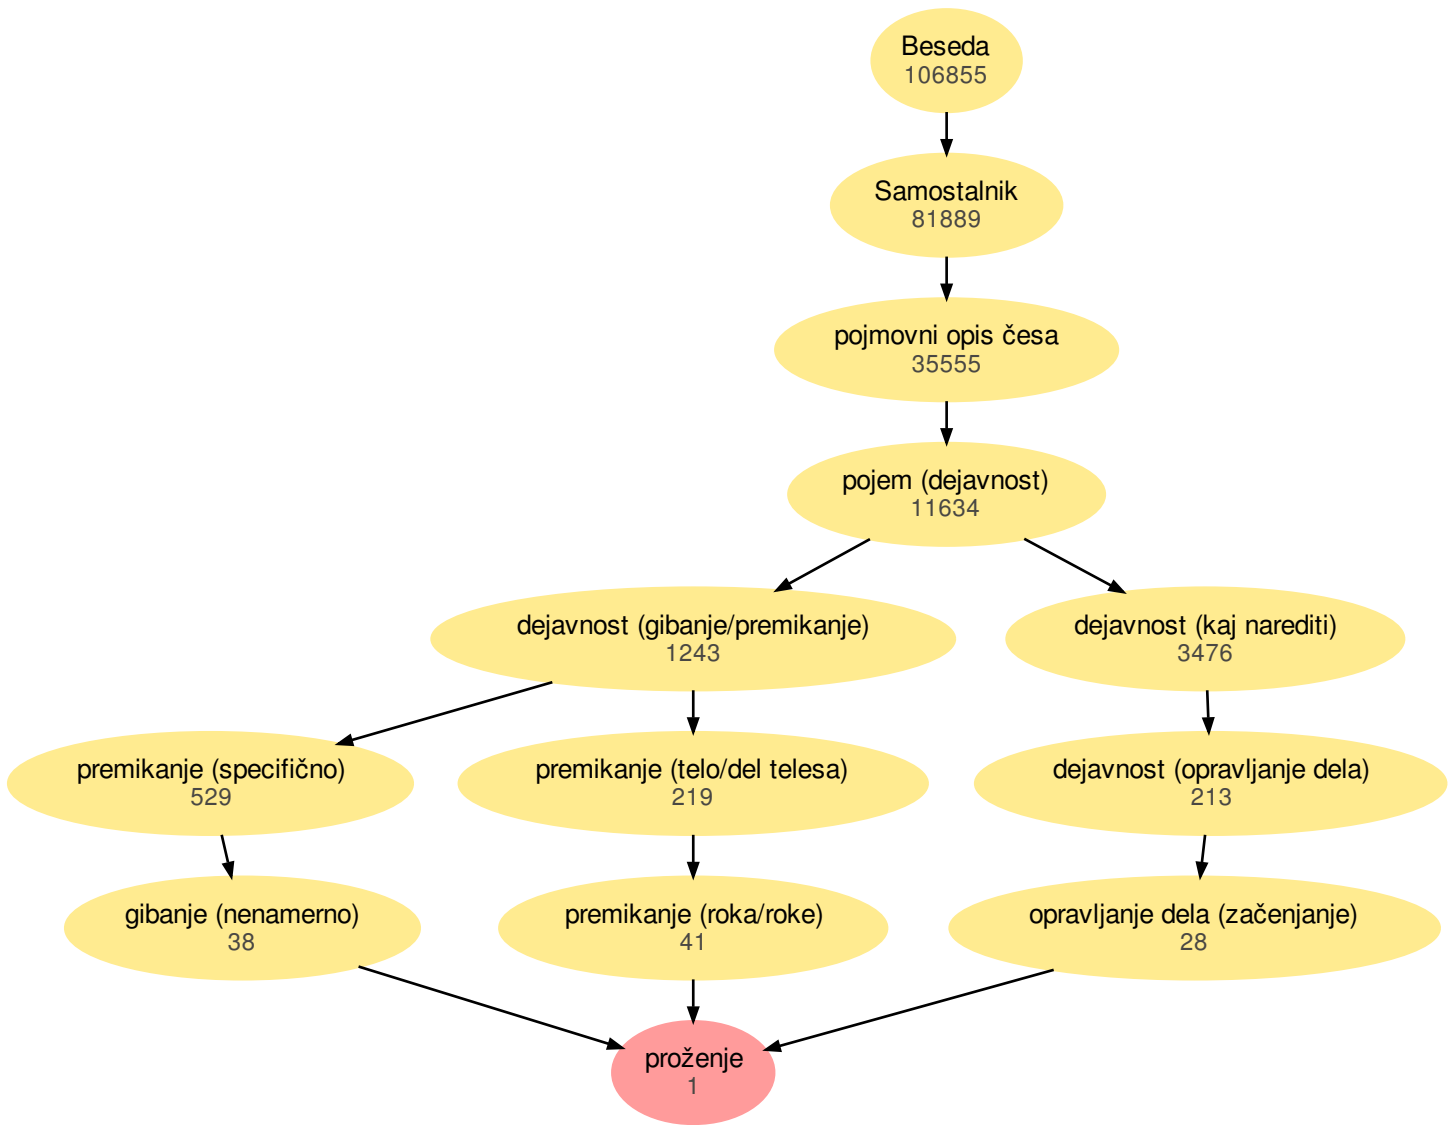 Beseda
106855
Samostalnik
81889
pojmovni opis česa
35555
pojem (dejavnost)
11634
dejavnost (gibanje/premikanje)
1243
dejavnost (kaj narediti)
3476
premikanje (specifično)
529
premikanje (telo/del telesa)
219
dejavnost (opravljanje dela)
213
gibanje (nenamerno)
38
premikanje (roka/roke)
41
opravljanje dela (začenjanje)
28
proženje
1